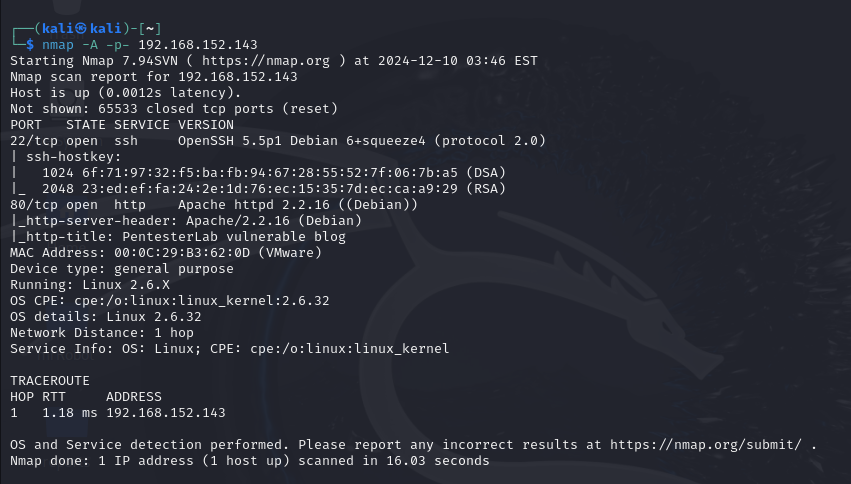 ┌──(kali㉿kali)-[~]
└─$ nmap -A -p- 192.168.152.143
Starting Nmap 7.94SVN ( https://nmap.org ) at 2024-12-10 03:46 EST
Nmap scan report for 192.168.152.143
Host is up (0.0012s latency).
Not shown: 65533 closed tcp ports (reset)
PORT   STATE SERVICE VERSION
22/tcp open  ssh     OpenSSH 5.5p1 Debian 6+squeeze4 (protocol 2.0)
| ssh-hostkey:
|   1024 6f:71:97:32:f5:ba:fb:94:67:28:55:52:7f:06:7b:a5 (DSA)
|_  2048 23:ed:ef:fa:24:2e:1d:76:ec:15:35:7d:ec:ca:a9:29 (RSA)
80/tcp open  http    Apache httpd 2.2.16 ((Debian))
|_http-server-header: Apache/2.2.16 (Debian)
|_http-title: PentesterLab vulnerable blog
MAC Address: 00:0C:29:B3:62:0D (VMware)
Device type: general purpose
Running: Linux 2.6.X
OS CPE: cpe:/o:linux:linux_kernel:2.6.32
OS details: Linux 2.6.32
Network Distance: 1 hop
Service Info: OS: Linux; CPE: cpe:/o:linux:linux_kernel

TRACEROUTE
HOP RTT     ADDRESS
1   1.18 ms 192.168.152.143

OS and Service detection performed. Please report any incorrect results at https://nmap.org/submit/ .
Nmap done: 1 IP address (1 host up) scanned in 16.03 seconds